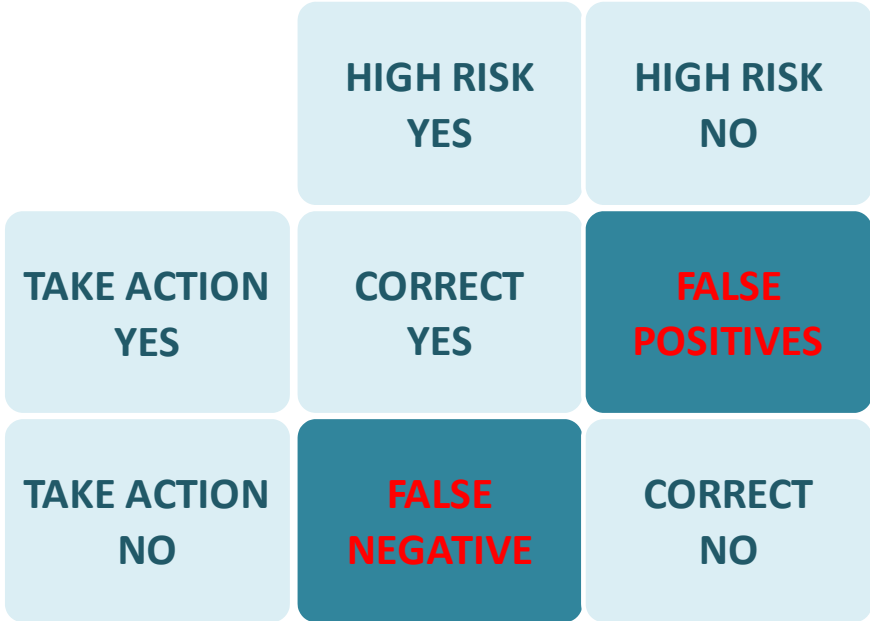 HIGH RISK
YES
HIGH RISK
NO
TAKE ACTION
YES
CORRECT
YES
FALSE
POSITIVES
TAKE ACTION
NO
FALSE
NEGATIVE
CORRECT
NO